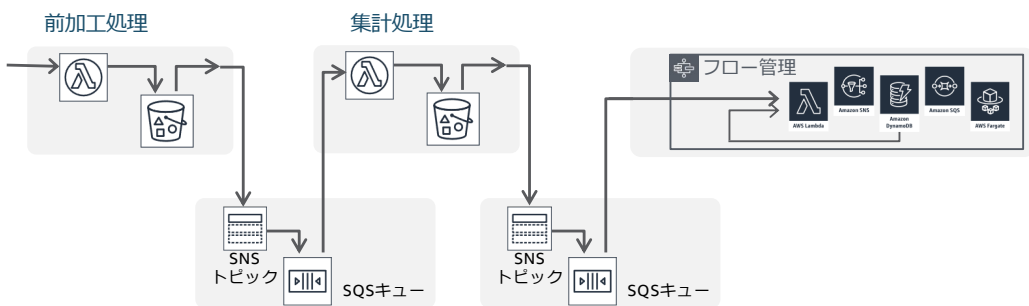 前加工処理
集計処理
フロー管理
AWS Lambda
Amazon SNS
Amazon
DynamoDB
Amazon SQS
AWS Fargate
SNS
トピック
SQSキュー
SNS
トピック
SQSキュー